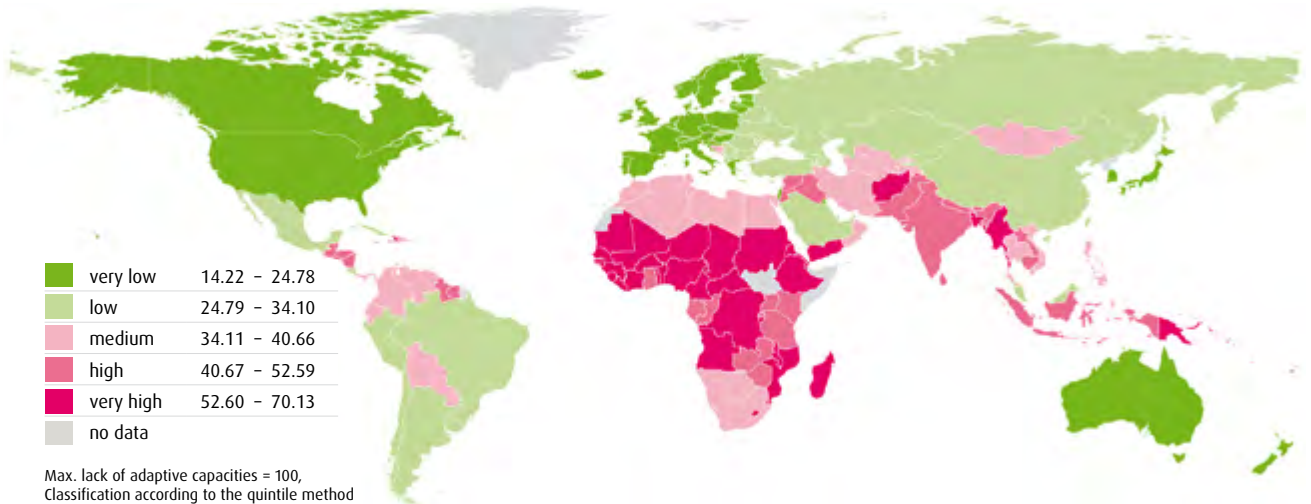 very low 14.22 – 24.78
low 24.79 – 34.10
medium 34.11 – 40.66
high 40.67 – 52.59
very high 52.60 – 70.13
no data
Max. lack of adaptive capacities = 100,
Classification according to the quintile method